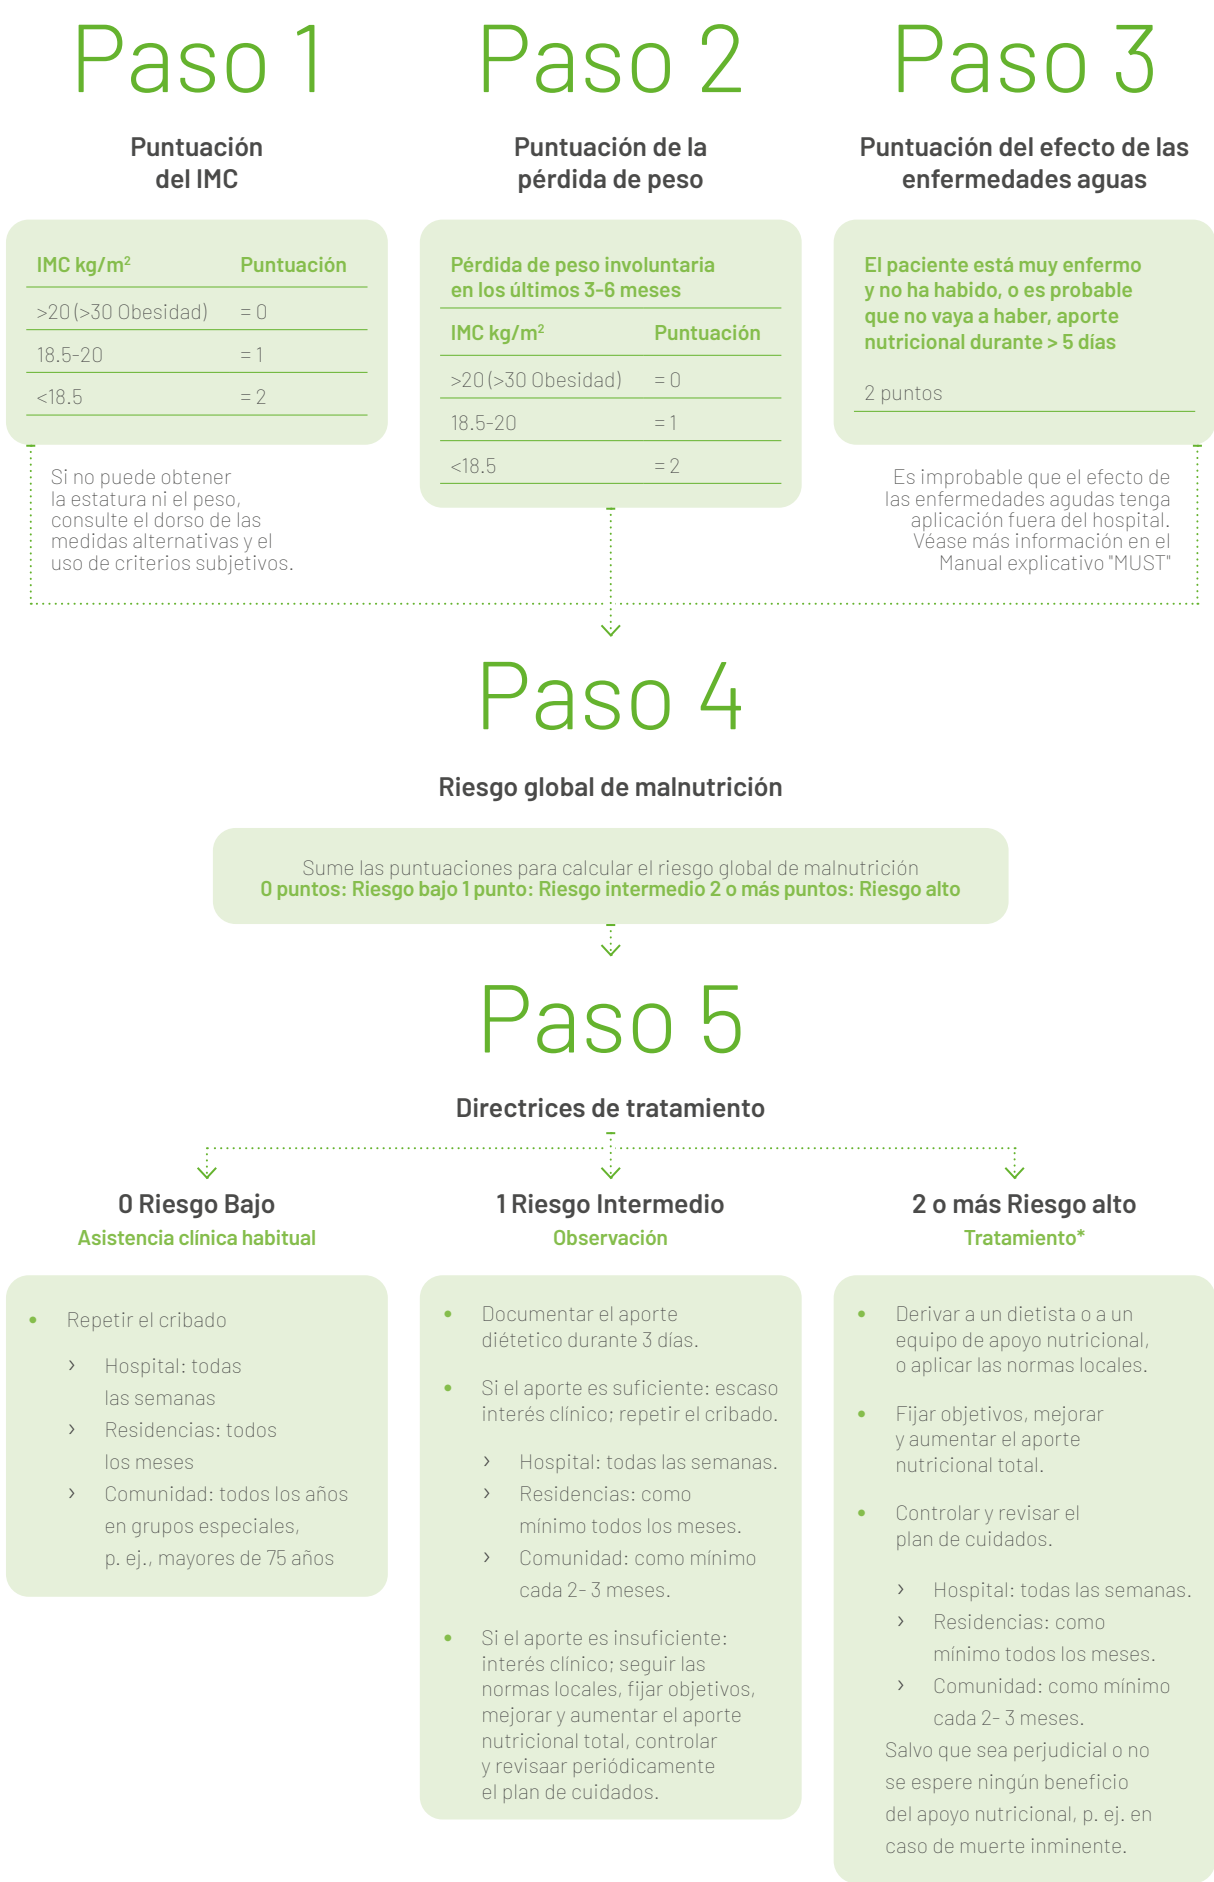 Paso 1
Puntuación
del IMC
IMC kg/m² Puntuación
>20 (>30 Obesidad) = 0
18.5-20 = 1
<18.5 = 2
Si no puede obtener
la estatura ni el peso,
consulte el dorso de las
medidas alternativas y el
uso de criterios subjetivos.
Paso 2
Puntuación de la
pérdida de peso
Pérdida de peso involuntaria
en los últimos 3-6 meses
IMC kg/m² Puntuación
>20 (>30 Obesidad) = 0
18.5-20 = 1
<18.5 = 2
Paso 3
Puntuación del efecto de las
enfermedades aguas
El paciente está muy enfermo
y no ha habido, o es probable
que no vaya a haber, aporte
nutricional durante > 5 días
2 puntos
Es improbable que el efecto de
las enfermedades agudas tenga
aplicación fuera del hospital.
Véase más información en el
Manual explicativo "MUST"
Paso 4
Riesgo global de malnutrición
Sume las puntuaciones para calcular el riesgo global de malnutrición
0 puntos: Riesgo bajo 1 punto: Riesgo intermedio 2 o más puntos: Riesgo alto
Paso 5
Directrices de tratamiento
0 Riesgo Bajo
Asistencia clínica habitual
• Repetir el cribado
› Hospital: todas
las semanas
› Residencias: todos
los meses
› Comunidad: todos los años
en grupos especiales,
p. ej., mayores de 75 años
1 Riesgo Intermedio
Observación
• Documentar el aporte
diétetico durante 3 días.
• Si el aporte es suficiente: escaso
interés clínico; repetir el cribado.
› Hospital: todas las semanas.
› Residencias: como
mínimo todos los meses.
› Comunidad: como mínimo
cada 2- 3 meses.
• Si el aporte es insuficiente:
interés clínico; seguir las
normas locales, fijar objetivos,
mejorar y aumentar el aporte
nutricional total, controlar
y revisaar periódicamente
el plan de cuidados.
2 o más Riesgo alto
Tratamiento*
• Derivar a un dietista o a un
equipo de apoyo nutricional,
o aplicar las normas locales.
• Fijar objetivos, mejorar
y aumentar el aporte
nutricional total.
• Controlar y revisar el
plan de cuidados.
› Hospital: todas las semanas.
› Residencias: como
mínimo todos los meses.
› Comunidad: como mínimo
cada 2- 3 meses.
Salvo que sea perjudicial o no
se espere ningún beneficio
del apoyo nutricional, p. ej. en
caso de muerte inminente.